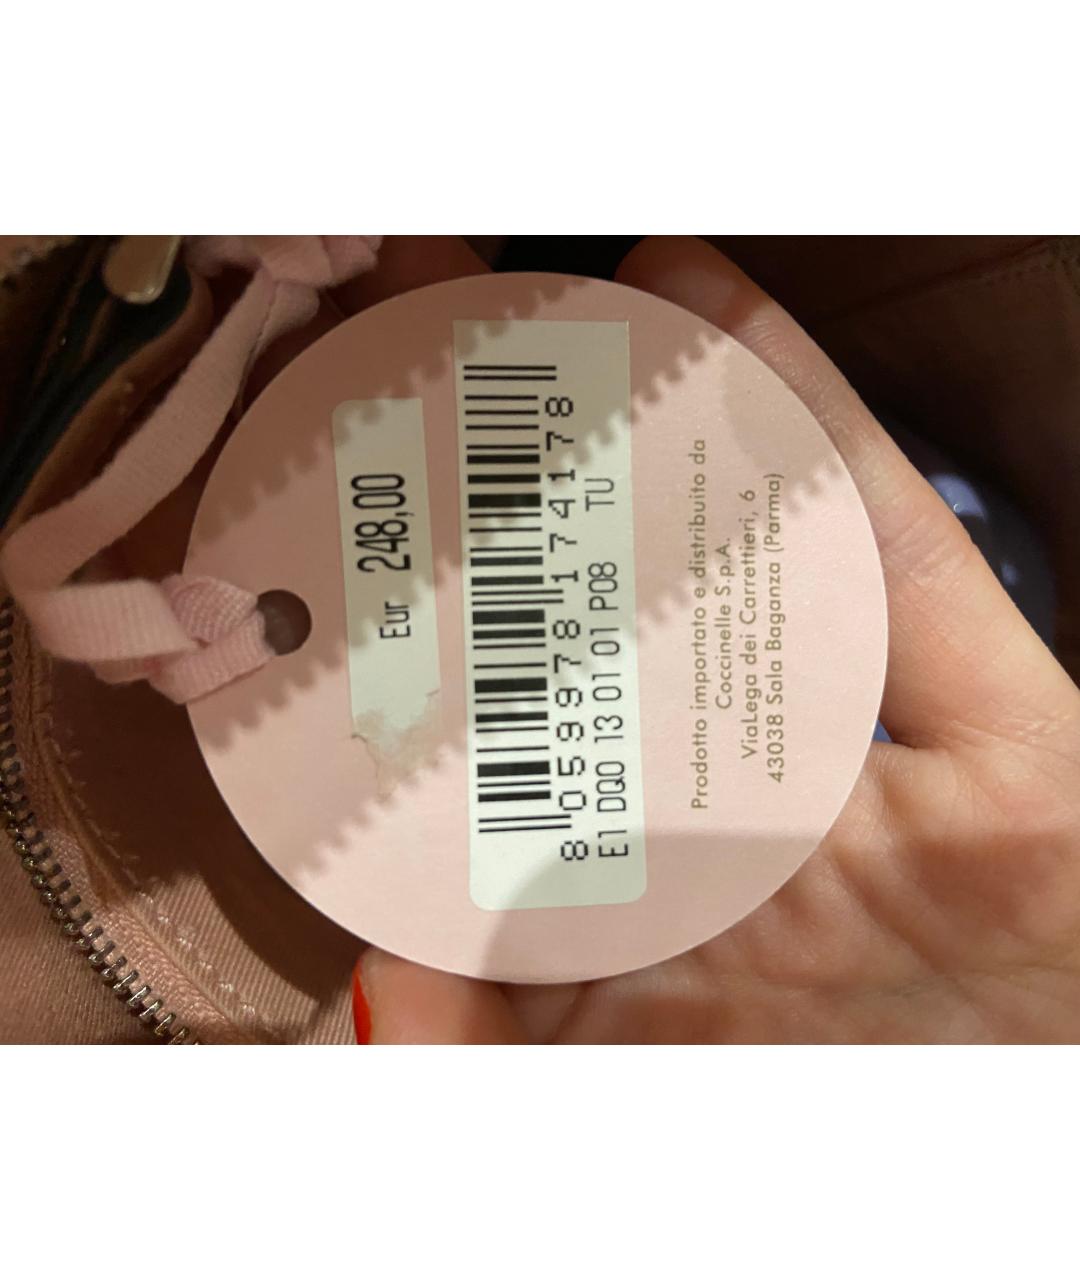 Eur 248,00
8 059978 174178
E1 DQ0 13 01 01 P08 TU
Prodotto importato e distribuito da
Coccinelle S.p.A.
ViaLega dei Carrettieri, 6
43038 Sala Baganza (Parma)